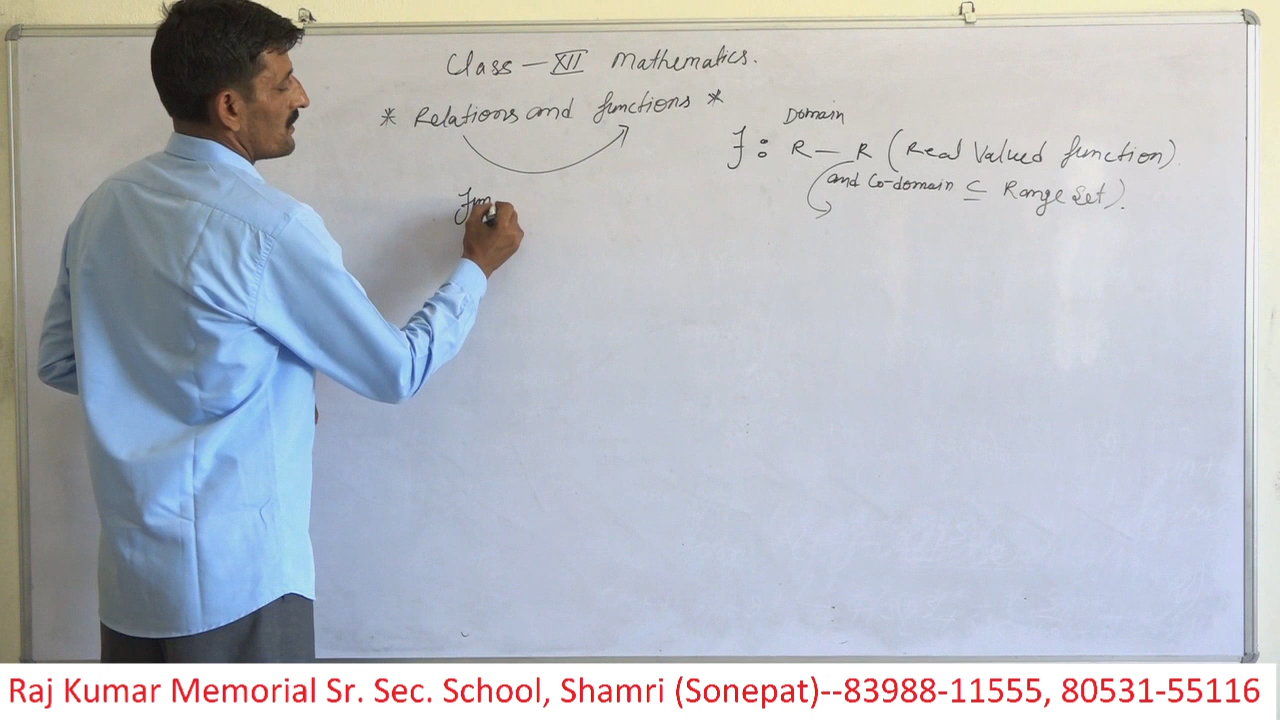 Class - XII Mathematics.
* Relations and functions *
Domain
f : R — R (Real Valued function)
and Co-domain ⊆ Range Set).
Raj Kumar Memorial Sr. Sec. School, Shamri (Sonepat)--83988-11555, 80531-55116